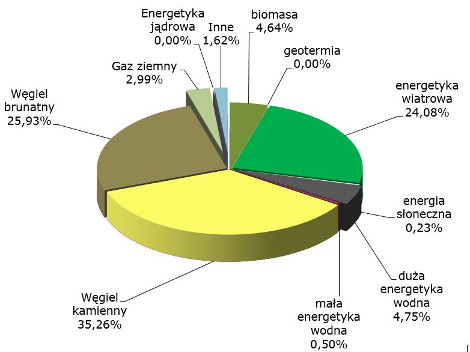 Energetyka
jądrowa
0,00%
Inne
1,62%
biomasa
4,64%
geotermia
0,00%
Gaz ziemny
2,99%
energetyka
wiatrowa
24,08%
Węgiel
brunatny
25,93%
energia
słoneczna
0,23%
duża
energetyka
wodna
4,75%
mała
energetyka
wodna
0,50%
Węgiel
kamienny
35,26%